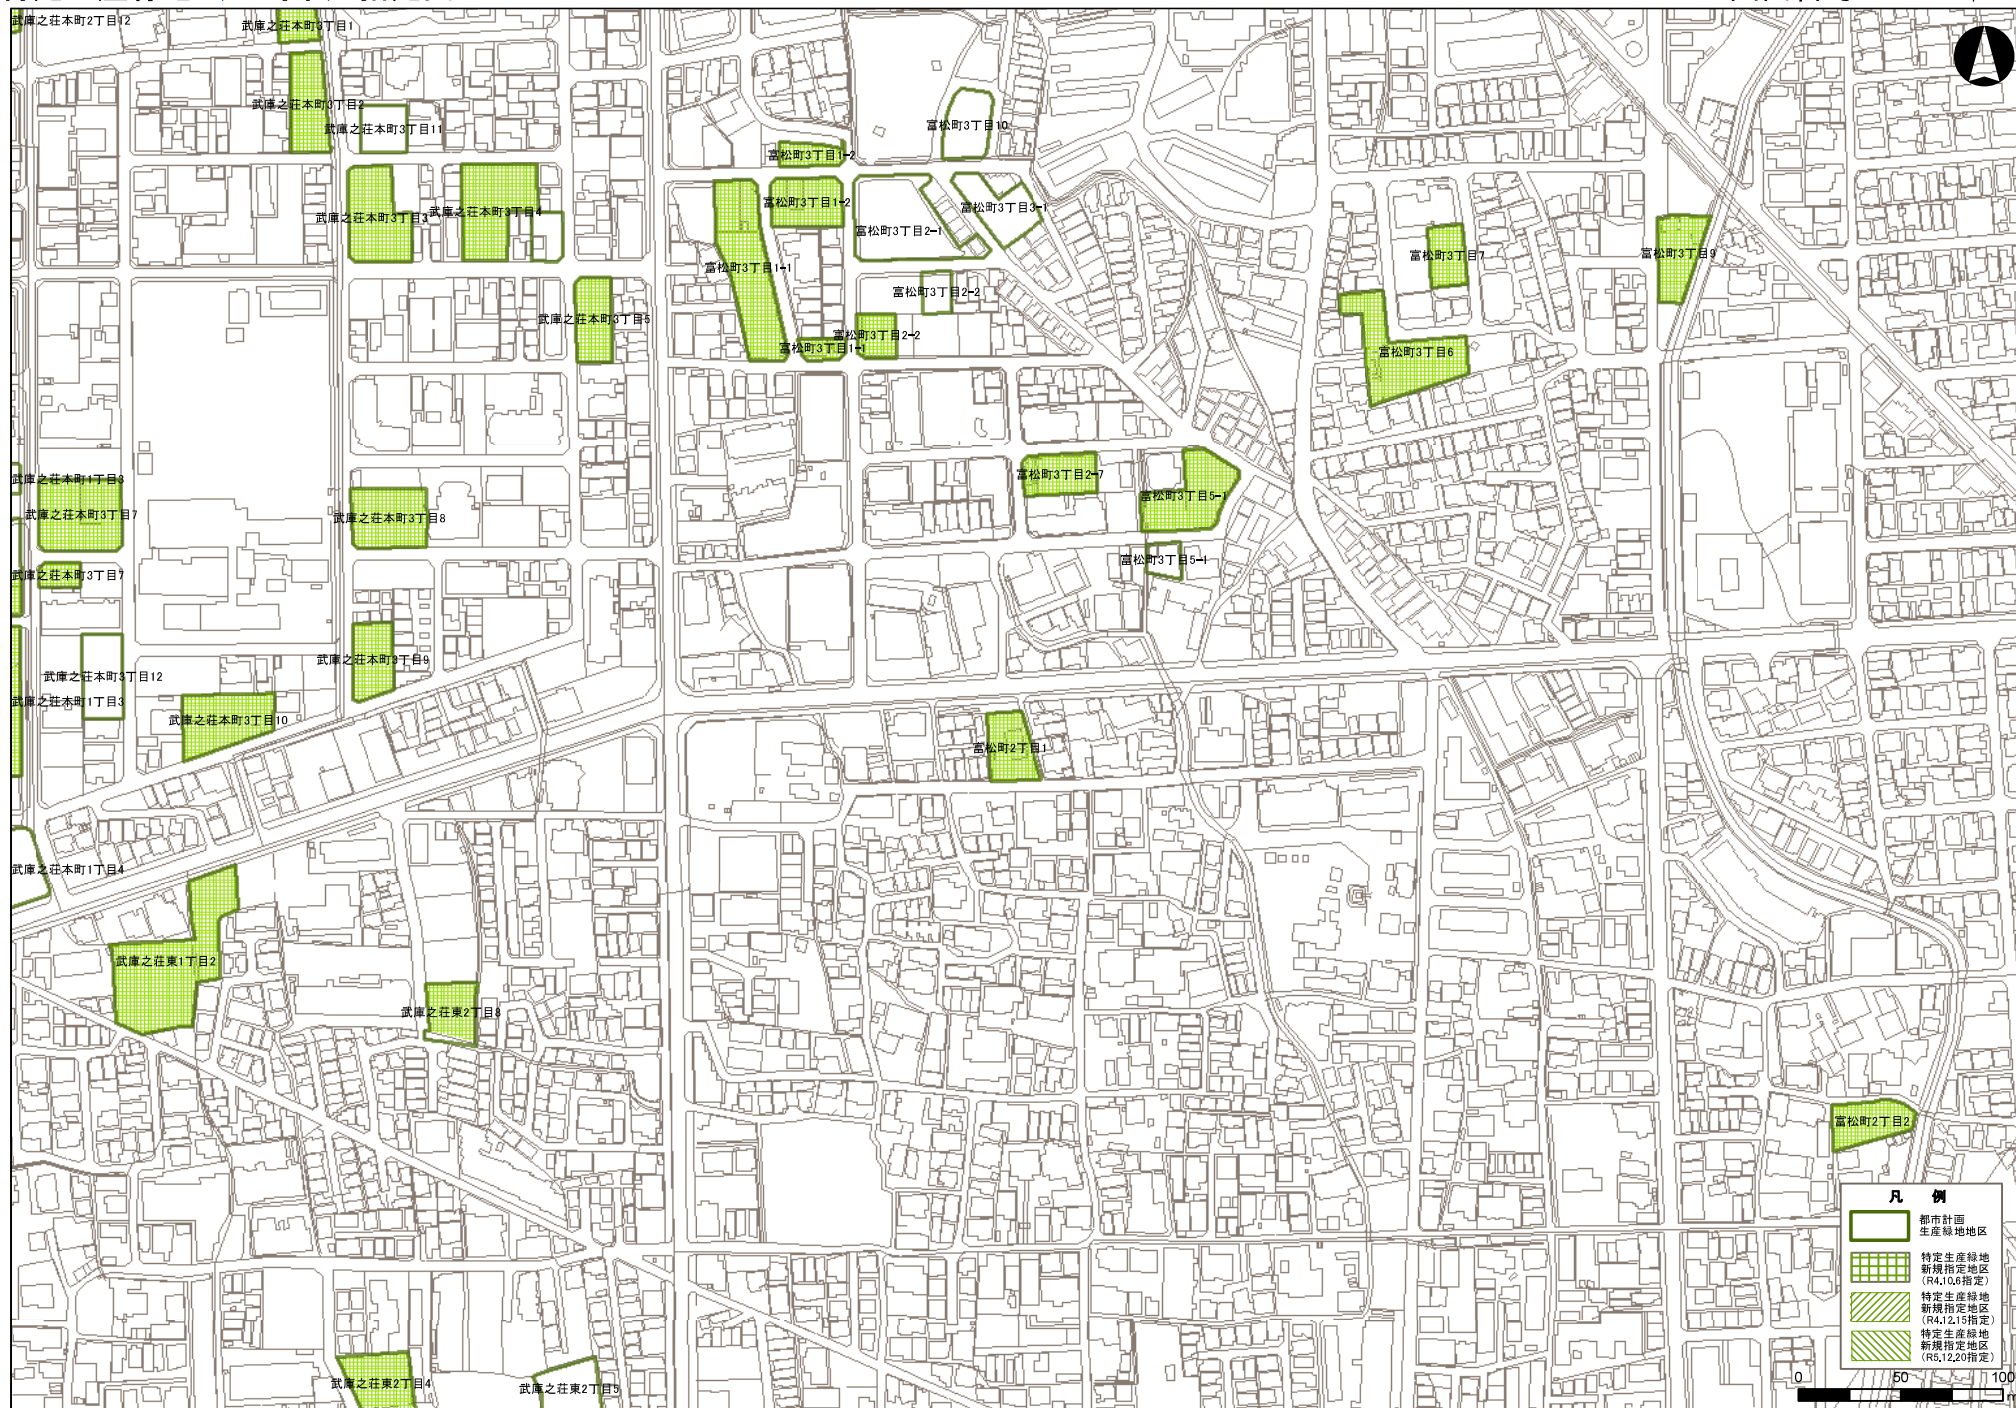 武庫之荘本町2丁目12
武庫之荘本町3丁目1
武庫之荘本町3丁目2
武庫之荘本町3丁目11
富松町3丁目10
富松町3丁目1-2
富松町3丁目1-2
富松町3丁目3-1
武庫之荘本町3丁目3
武庫之荘本町3丁目4
富松町3丁目2-1
富松町3丁目7
富松町3丁目9
富松町3丁目1-1
富松町3丁目2-2
武庫之荘本町3丁目5
富松町3丁目2-2
富松町3丁目1-1
富松町3丁目6
武庫之荘本町1丁目3
富松町3丁目2-7
富松町3丁目5-1
武庫之荘本町3丁目7
武庫之荘本町3丁目8
富松町3丁目5-1
武庫之荘本町3丁目7
武庫之荘本町3丁目9
武庫之荘本町3丁目12
武庫之荘本町1丁目3
武庫之荘本町3丁目10
富松町2丁目1
武庫之荘本町1丁目4
武庫之荘東1丁目2
武庫之荘東2丁目8
富松町2丁目2
武庫之荘東2丁目4
武庫之荘東2丁目5
凡 例
都市計画
生産緑地地区
特定生産緑地
新規指定地区
(R4.10.6指定)
特定生産緑地
新規指定地区
(R4.12.15指定)
特定生産緑地
新規指定地区
(R5.12.20指定)
0 50 100
m